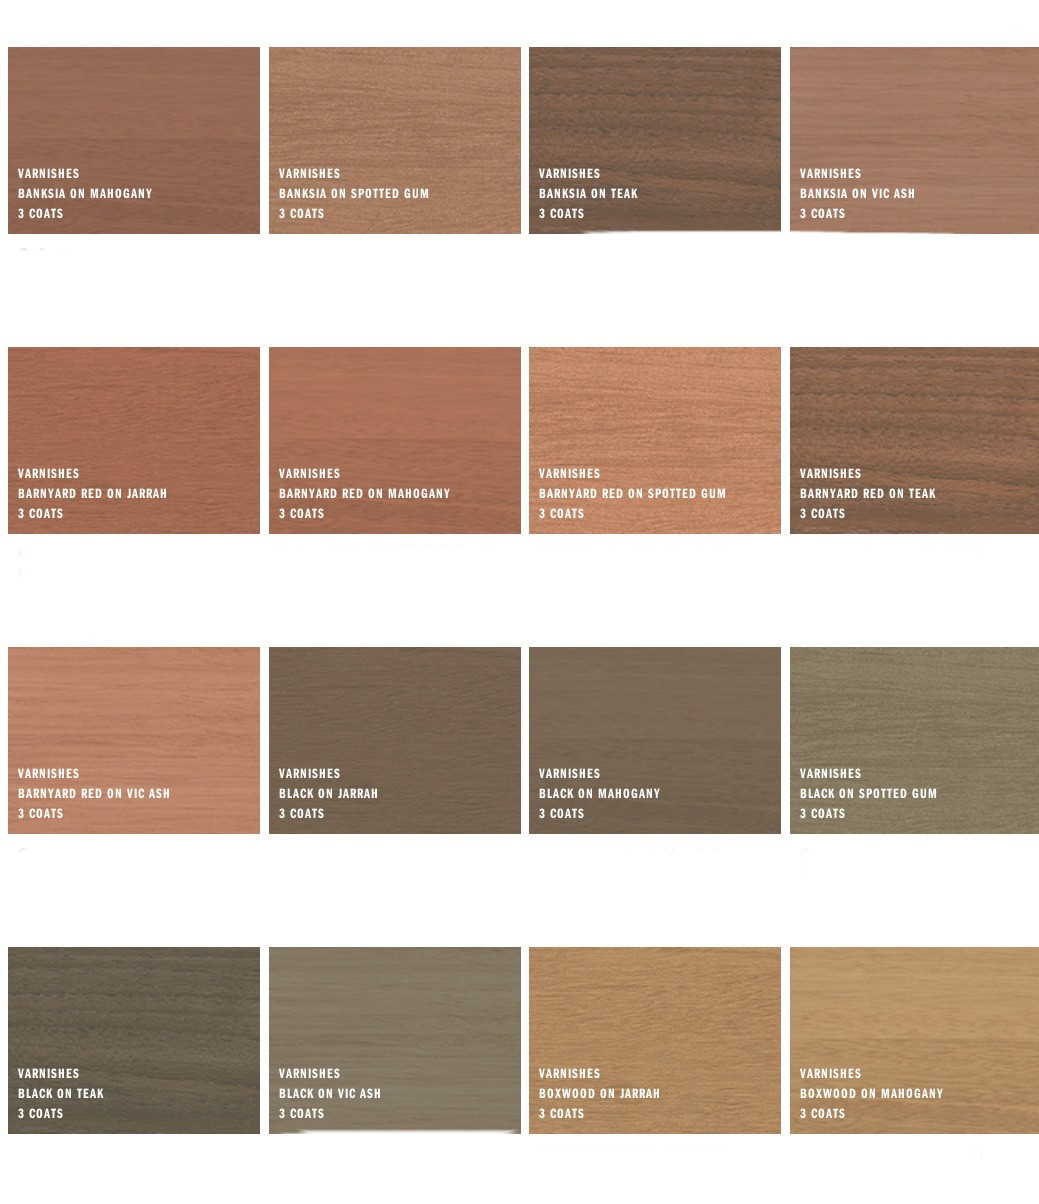 VARNISHES
BANKSIA ON MAHOGANY
3 COATS
VARNISHES
BANKSIA ON SPOTTED GUM
3 COATS
VARNISHES
BANKSIA ON TEAK
3 COATS
VARNISHES
BANKSIA ON VIC ASH
3 COATS
VARNISHES
BARNYARD RED ON JARRAH
3 COATS
VARNISHES
BARNYARD RED ON MAHOGANY
3 COATS
VARNISHES
BARNYARD RED ON SPOTTED GUM
3 COATS
VARNISHES
BARNYARD RED ON TEAK
3 COATS
VARNISHES
BARNYARD RED ON VIC ASH
3 COATS
VARNISHES
BLACK ON JARRAH
3 COATS
VARNISHES
BLACK ON MAHOGANY
3 COATS
VARNISHES
BLACK ON SPOTTED GUM
3 COATS
VARNISHES
BLACK ON TEAK
3 COATS
VARNISHES
BLACK ON VIC ASH
3 COATS
VARNISHES
BOXWOOD ON JARRAH
3 COATS
VARNISHES
BOXWOOD ON MAHOGANY
3 COATS